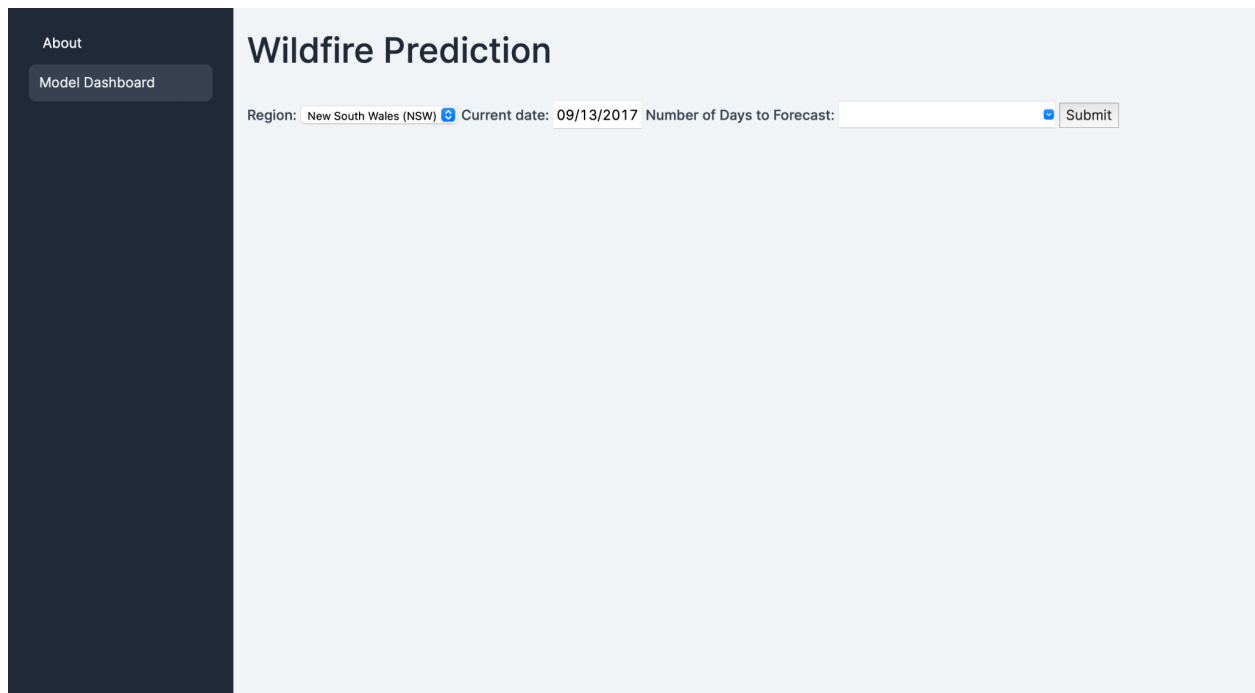 About
Model Dashboard
Wildfire Prediction
Region: New South Wales (NSW) Current date: 09/13/2017 Number of Days to Forecast: Submit